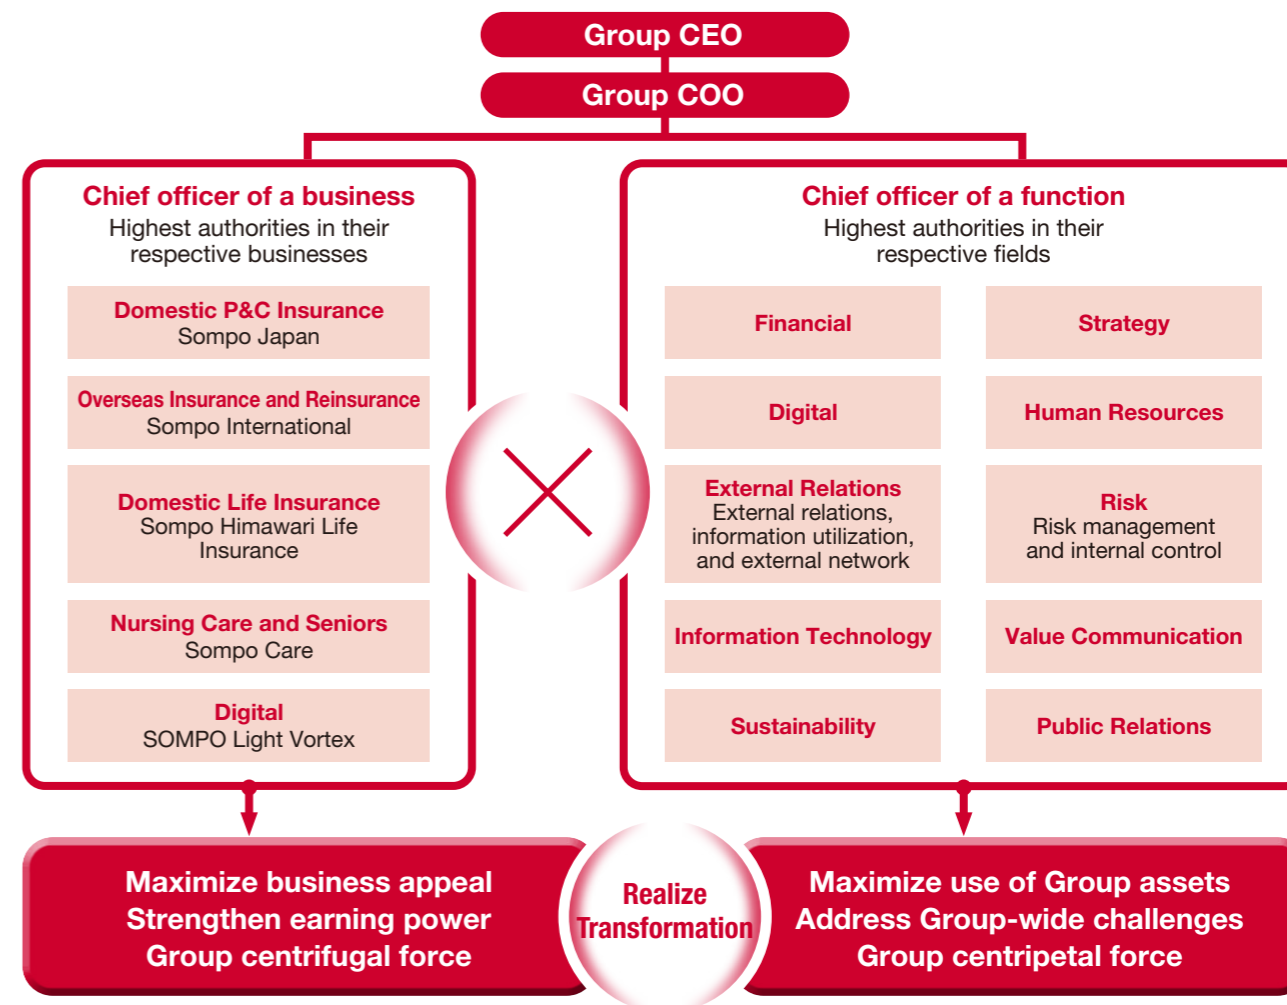 Group CEO
Group COO
Chief officer of a business
Highest authorities in their
respective businesses
Domestic P&C Insurance
Sompo Japan
Overseas Insurance and Reinsurance
Sompo International
Domestic Life Insurance
Sompo Himawari Life
Insurance
Nursing Care and Seniors
Sompo Care
Digital
SOMPO Light Vortex
Chief officer of a function
Highest authorities in their
respective fields
Financial
Strategy
Digital
Human Resources
External Relations
External relations,
information utilization,
and external network
Risk
Risk management
and internal control
Information Technology
Value Communication
Sustainability
Public Relations
Maximize business appeal
Strengthen earning power
Group centrifugal force
Realize
Transformation
Maximize use of Group assets
Address Group-wide challenges
Group centripetal force